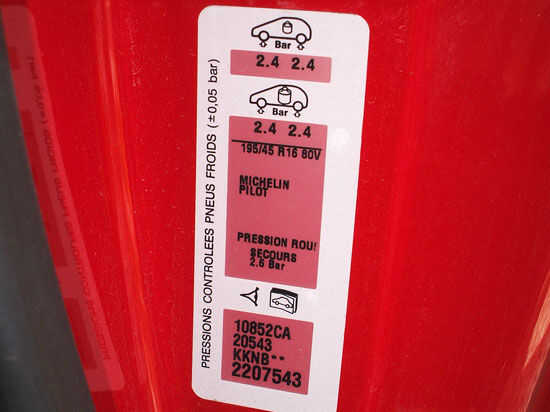 PRESSIONS CONTROLEES PNEUS FROIDS (±0,05 bar)
Bar
2.4 2.4
Bar
2.4 2.4
195/45 R16 80V
MICHELIN
PILOT
PRESSION ROU!
SECOURS
2.6 Bar
10852CA
20543
KKNB**
2207543